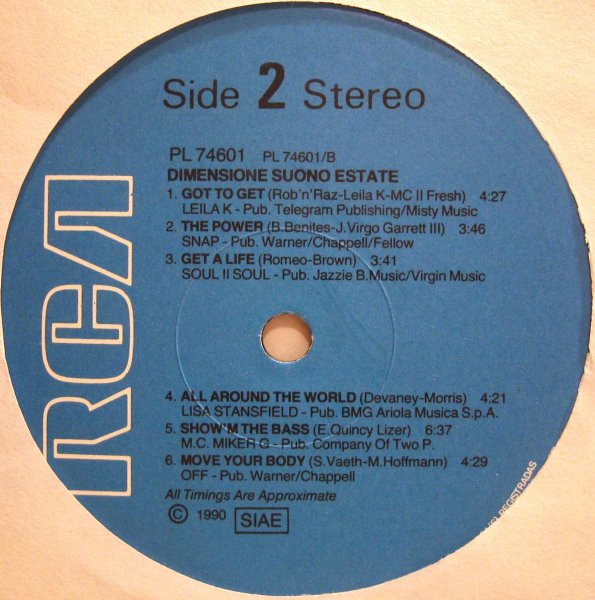 Side 2 Stereo
PL 74601 PL 74601/B
DIMENSIONE SUONO ESTATE
1. GOT TO GET (Rob'n'Raz-Leila K-MC II Fresh) 4:27
LEILA K - Pub. Telegram Publishing/Misty Music
2. THE POWER (B.Benites-J.Virgo Garrett III) 3:46
SNAP - Pub. Warner/Chappell/Fellow
3. GET A LIFE (Romeo-Brown) 3:41
SOUL II SOUL - Pub. Jazzie B.Music/Virgin Music
RCA
4. ALL AROUND THE WORLD (Devaney-Morris) 4:21
LISA STANSFIELD - Pub. BMG Ariola Musica S.p.A.
5. SHOW'M THE BASS (E.Quincy Lizer) 6:37
M.C. MIKER G - Pub. Company Of Two P.
6. MOVE YOUR BODY (S.Vaeth-M.Hoffmann) 4:29
OFF - Pub. Warner/Chappell
All Timings Are Approximate
© 1990 SIAE
REGISTRADAS